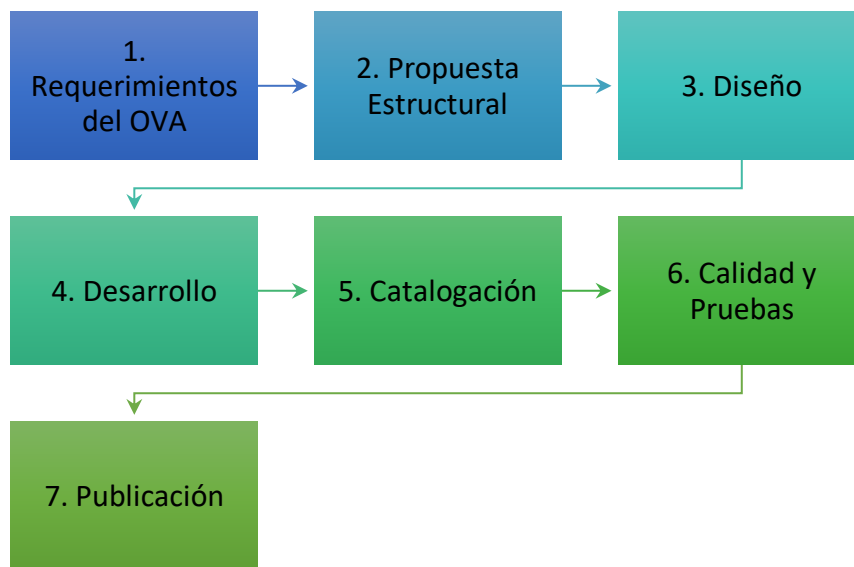 1.
Requerimientos
del OVA
2. Propuesta
Estructural
3. Diseño
4. Desarrollo
5. Catalogación
6. Calidad y
Pruebas
7. Publicación